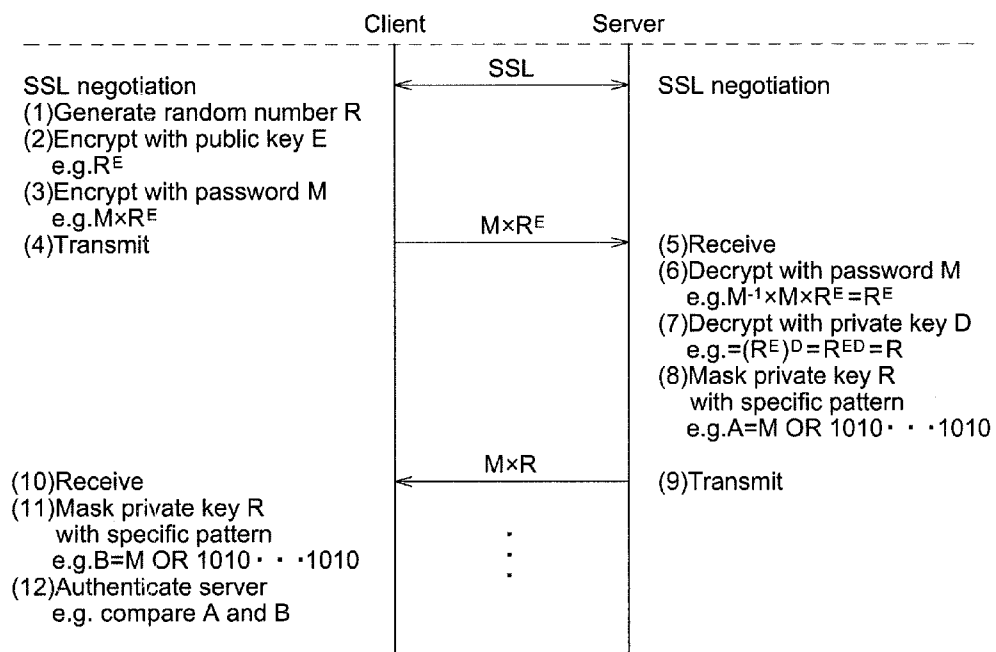 Client Server
SSL
SSL negotiation
SSL negotiation
(1)Generate random number R
(2)Encrypt with public key E
e.g.R^E
(3)Encrypt with password M
e.g.M×R^E
(4)Transmit
M×R^E
(5)Receive
(6)Decrypt with password M
e.g.M^-1×M×R^E=R^E
(7)Decrypt with private key D
e.g.=(R^E)^D=R^ED=R
(8)Mask private key R
with specific pattern
e.g.A=M OR 1010・・・1010
M×R
(9)Transmit
(10)Receive
(11)Mask private key R
with specific pattern
e.g.B=M OR 1010・・・1010
(12)Authenticate server
e.g. compare A and B